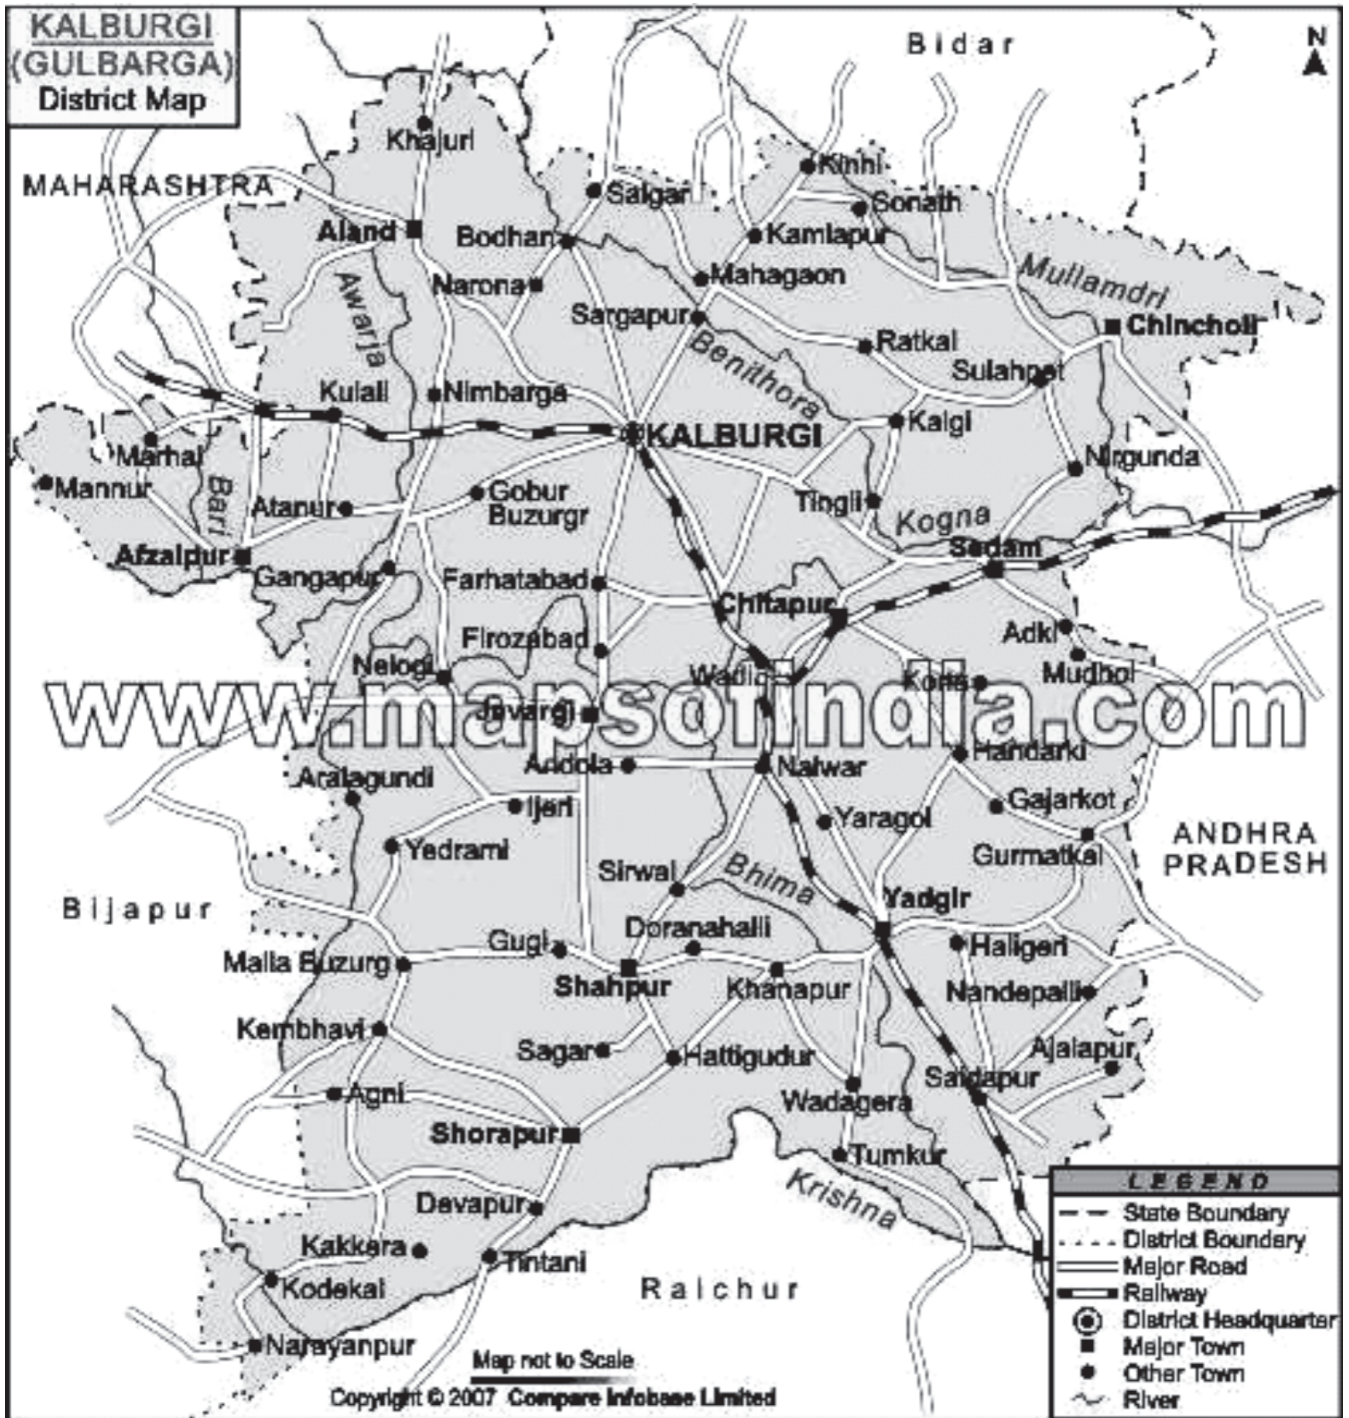 KALBURGI
(GULBARGA)
District Map
Bidar
N
Khajuri
MAHARASHTRA
Kinhi
Salgar
Sonath
Aland
Bodhan
Kamlapur
Mahagaon
Narona
Mullamdri
Awarja
Sargapur
Chincholi
Benithora
Ratkal
Sulahpet
Kulali
Nimbarga
Kalgi
KALBURGI
Marhal
Nirgunda
Mannur
Bari
Gobur
Buzurgr
Atanur
Tingli
Kogna
Afzalpur
Sedam
Gangapur
Farhatabad
Chitapur
Firozabad
Adki
Mudhol
Nelogi
Wadi
Kona
www.mapsofindia.com
Jevargi
Handarki
Andola
Nalwar
Aralagundi
Ijeri
Gajarkot
Yaragol
ANDHRA
PRADESH
Yedrami
Gurmatkal
Sirwal
Bhima
Bijapur
Yadgir
Doranahalli
Gugi
Haligeri
Malla Buzurg
Shahpur
Khanapur
Nandepalli
Kembhavi
Sagar
Hattigudur
Ajalapur
Saidapur
Agni
Wadagera
Shorapur
Tumkur
Krishna
Devapur
Kakkera
Tintani
Kodekal
Raichur
Narayanpur
LEGEND
State Boundary
District Boundary
Major Road
Railway
District Headquarter
Major Town
Other Town
River
Map not to Scale
Copyright © 2007 Compare Infobase Limited